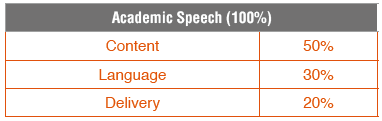 Academic Speech (100%)
Content 50%
Language 30%
Delivery 20%